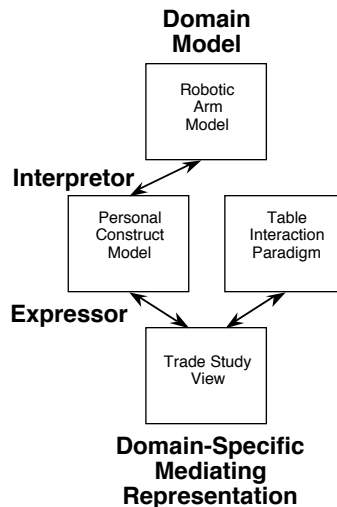 Domain
Model
Robotic
Arm
Model
Interpretor
Personal
Construct
Model
Table
Interaction
Paradigm
Expressor
Trade Study
View
Domain-Specific
Mediating
Representation